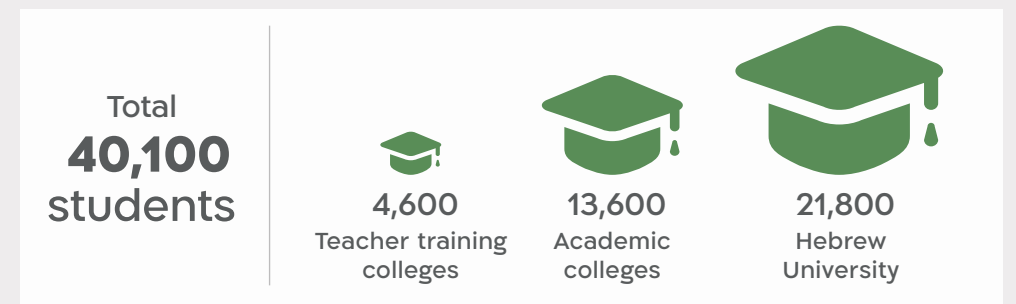 Total
40,100
students
4,600
Teacher training
colleges
13,600
Academic
colleges
21,800
Hebrew
University